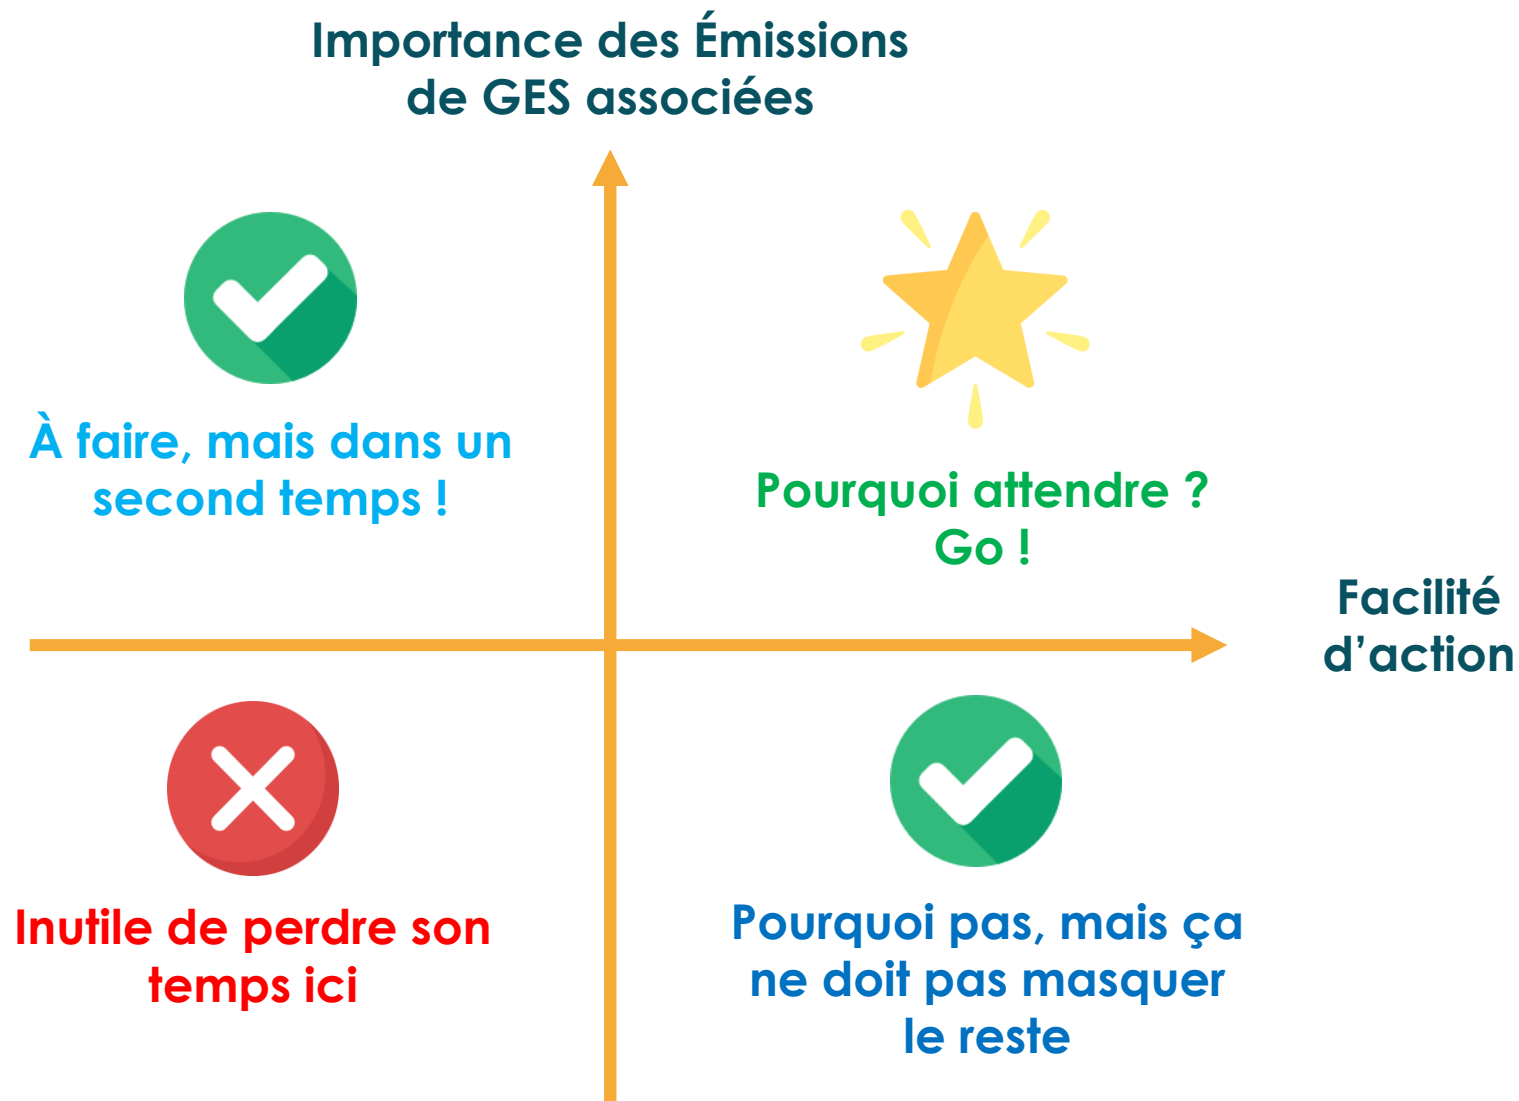 Importance des Émissions
de GES associées
À faire, mais dans un
second temps !
Pourquoi attendre ?
Go !
Facilité
d’action
Inutile de perdre son
temps ici
Pourquoi pas, mais ça
ne doit pas masquer
le reste